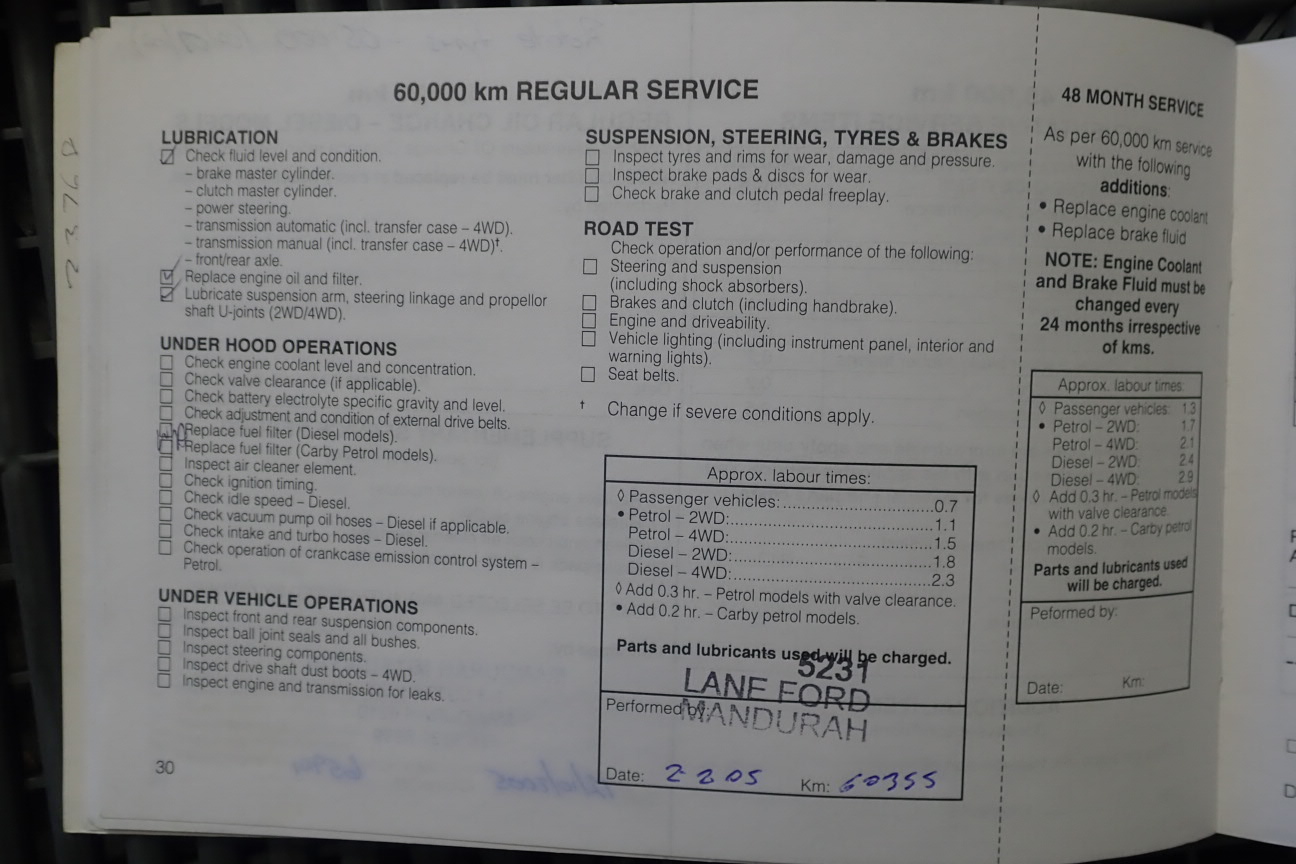 60,000 km REGULAR SERVICE
LUBRICATION
Check fluid level and condition.
– brake master cylinder.
– clutch master cylinder.
– power steering.
– transmission automatic (incl. transfer case – 4WD).
– transmission manual (incl. transfer case – 4WD)†.
– front/rear axle.
Replace engine oil and filter.
Lubricate suspension arm, steering linkage and propellor
shaft U-joints (2WD/4WD).
UNDER HOOD OPERATIONS
Check engine coolant level and concentration.
Check valve clearance (if applicable).
Check battery electrolyte specific gravity and level.
Check adjustment and condition of external drive belts.
Replace fuel filter (Diesel models).
Replace fuel filter (Carby Petrol models).
Inspect air cleaner element.
Check ignition timing.
Check idle speed – Diesel.
Check vacuum pump oil hoses – Diesel if applicable.
Check intake and turbo hoses – Diesel.
Check operation of crankcase emission control system –
Petrol.
UNDER VEHICLE OPERATIONS
Inspect front and rear suspension components.
Inspect ball joint seals and all bushes.
Inspect steering components.
Inspect drive shaft dust boots – 4WD.
Inspect engine and transmission for leaks.
30
SUSPENSION, STEERING, TYRES & BRAKES
Inspect tyres and rims for wear, damage and pressure.
Inspect brake pads & discs for wear.
Check brake and clutch pedal freeplay.
ROAD TEST
Check operation and/or performance of the following:
Steering and suspension
(including shock absorbers).
Brakes and clutch (including handbrake).
Engine and driveability.
Vehicle lighting (including instrument panel, interior and
warning lights).
Seat belts.
† Change if severe conditions apply.
Approx. labour times:
◊ Passenger vehicles:..............................0.7
• Petrol – 2WD:........................................1.1
Petrol – 4WD:........................................1.5
Diesel – 2WD:........................................1.8
Diesel – 4WD:........................................2.3
◊ Add 0.3 hr. – Petrol models with valve clearance.
• Add 0.2 hr. – Carby petrol models.
Parts and lubricants used will be charged.
5231
LANE FORD
MANDURAH
Performed by:
Date: 2 2 05 Km: 60355
48 MONTH SERVICE
As per 60,000 km service
with the following
additions:
• Replace engine coolant
• Replace brake fluid
NOTE: Engine Coolant
and Brake Fluid must be
changed every
24 months irrespective
of kms.
Approx. labour times:
◊ Passenger vehicles: 1.3
• Petrol – 2WD: 1.7
Petrol – 4WD: 2.1
Diesel – 2WD: 2.4
Diesel – 4WD: 2.9
◊ Add 0.3 hr. – Petrol models
with valve clearance.
• Add 0.2 hr. – Carby petrol
models.
Parts and lubricants used
will be charged.
Peformed by:
Date: Km: